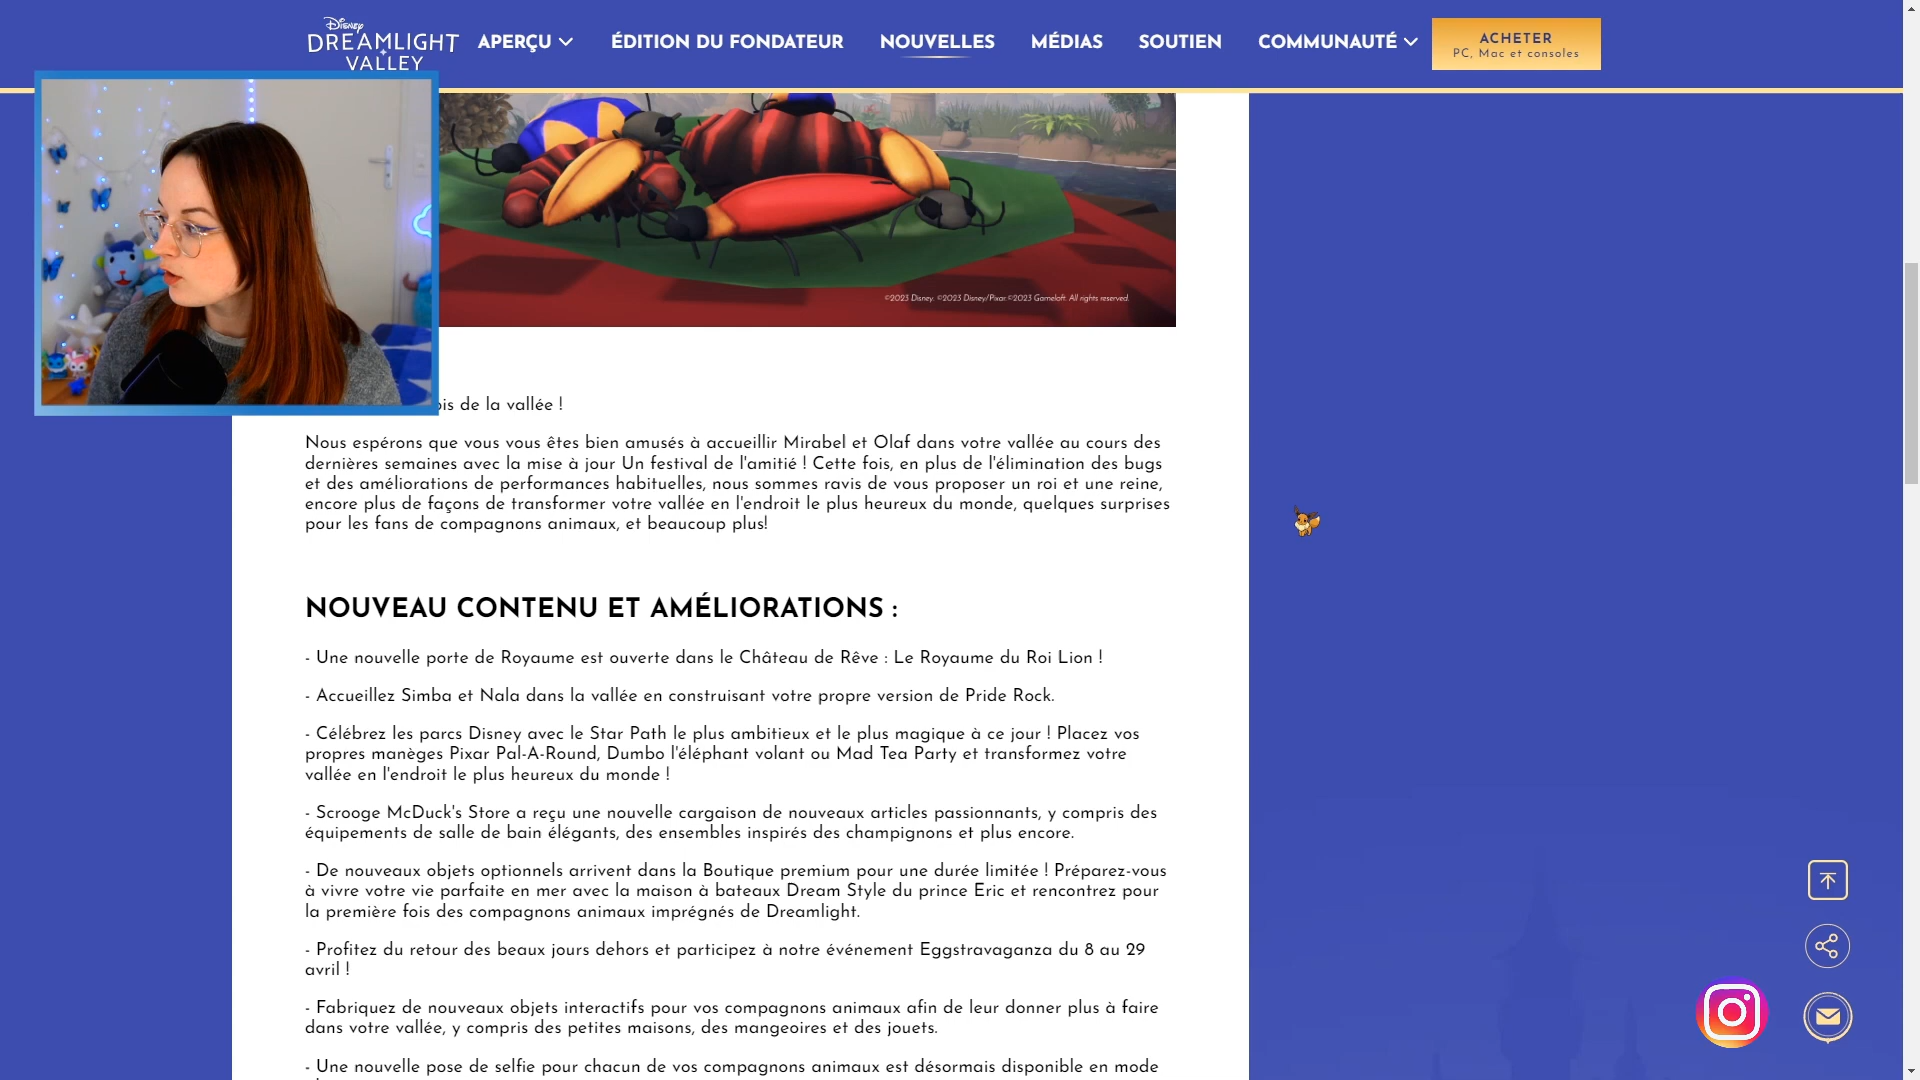 Disney
DREAMLIGHT
VALLEY
APERÇU
ÉDITION DU FONDATEUR
NOUVELLES
MÉDIAS
SOUTIEN
COMMUNAUTÉ
ACHETER
PC, Mac et consoles
©2023 Disney. ©2023 Disney/Pixar.©2023 Gameloft. All rights reserved.
de la vallée !
Nous espérons que vous vous êtes bien amusés à accueillir Mirabel et Olaf dans votre vallée au cours des
dernières semaines avec la mise à jour Un festival de l'amitié ! Cette fois, en plus de l'élimination des bugs
et des améliorations de performances habituelles, nous sommes ravis de vous proposer un roi et une reine,
encore plus de façons de transformer votre vallée en l'endroit le plus heureux du monde, quelques surprises
pour les fans de compagnons animaux, et beaucoup plus!
NOUVEAU CONTENU ET AMÉLIORATIONS :
- Une nouvelle porte de Royaume est ouverte dans le Château de Rêve : Le Royaume du Roi Lion !
- Accueillez Simba et Nala dans la vallée en construisant votre propre version de Pride Rock.
- Célébrez les parcs Disney avec le Star Path le plus ambitieux et le plus magique à ce jour ! Placez vos
propres manèges Pixar Pal-A-Round, Dumbo l'éléphant volant ou Mad Tea Party et transformez votre
vallée en l'endroit le plus heureux du monde !
- Scrooge McDuck's Store a reçu une nouvelle cargaison de nouveaux articles passionnants, y compris des
équipements de salle de bain élégants, des ensembles inspirés des champignons et plus encore.
- De nouveaux objets optionnels arrivent dans la Boutique premium pour une durée limitée ! Préparez-vous
à vivre votre vie parfaite en mer avec la maison à bateaux Dream Style du prince Eric et rencontrez pour
la première fois des compagnons animaux imprégnés de Dreamlight.
- Profitez du retour des beaux jours dehors et participez à notre événement Eggstravaganza du 8 au 29
avril !
- Fabriquez de nouveaux objets interactifs pour vos compagnons animaux afin de leur donner plus à faire
dans votre vallée, y compris des petites maisons, des mangeoires et des jouets.
- Une nouvelle pose de selfie pour chacun de vos compagnons animaux est désormais disponible en mode